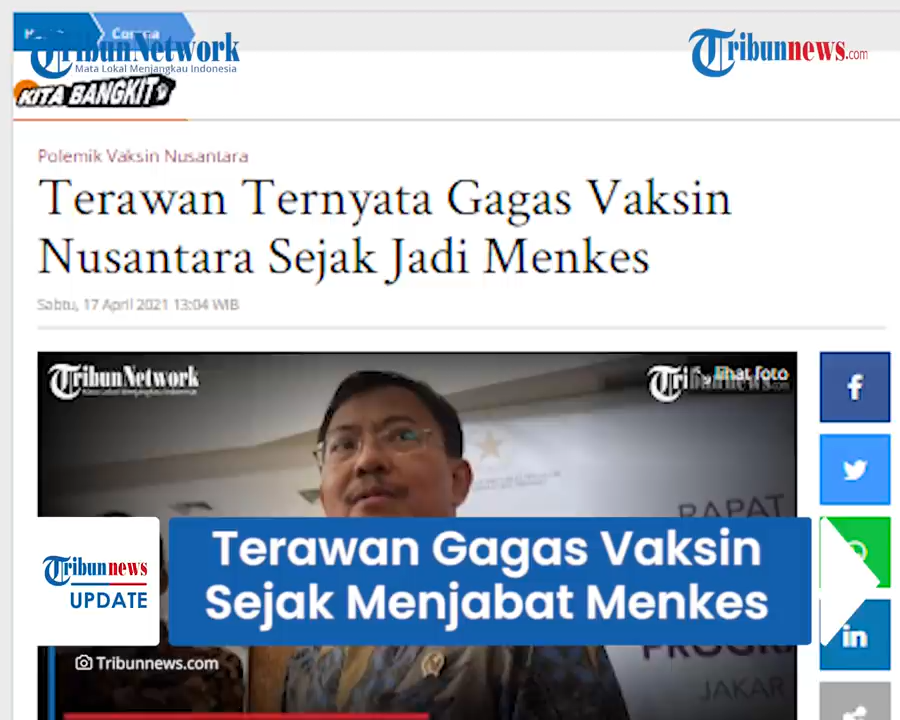 TribunNetwork
Mata Lokal Menjangkau Indonesia
Tribunnews.com
KITA BANGKIT
Polemik Vaksin Nusantara
Terawan Ternyata Gagas Vaksin
Nusantara Sejak Jadi Menkes
Sabtu, 17 April 2021 13:04 WIB
TribunNetwork
lihat foto
RAPAT
Terawan Gagas Vaksin
Sejak Menjabat Menkes
Tribunnews
UPDATE
f
in
Tribunnews.com
JAKAR